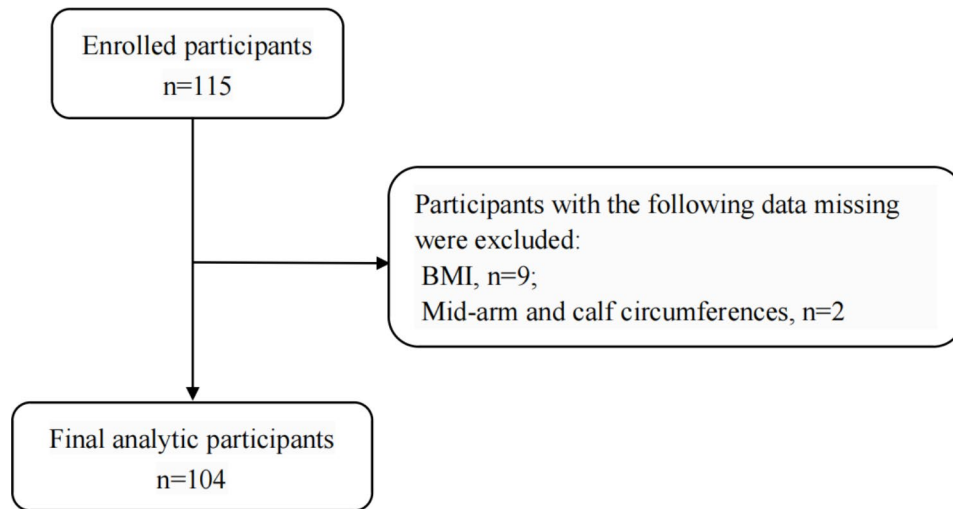 Enrolled participants
n=115
Participants with the following data missing
were excluded:
BMI, n=9;
Mid-arm and calf circumferences, n=2
Final analytic participants
n=104